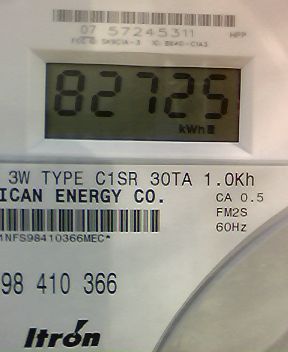 07 57245311
HPP
82725
kWh
3W TYPE C1SR 30TA 1.0Kh
ICAN ENERGY CO.
CA 0.5
FM2S
60Hz
1NFS98410366MEC*
98 410 366
Itron